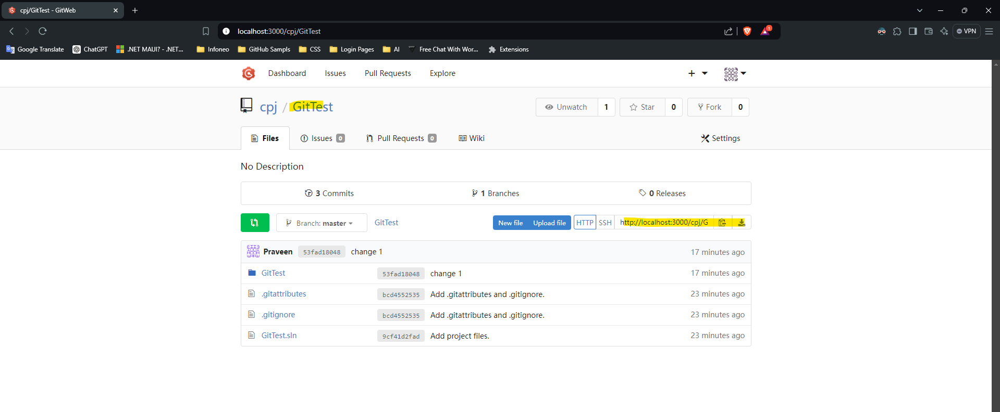 cpj/GitTest - GitWeb
localhost:3000/cpj/GitTest
1
VPN
Google Translate ChatGPT .NET MAUI? - .NET... Infoneo GitHub Sampls CSS Login Pages AI Free Chat With Wor... Extensions
Dashboard Issues Pull Requests Explore
cpj / GitTest
Unwatch 1 Star 0 Fork 0
Files Issues 0 Pull Requests 0 Wiki Settings
No Description
3 Commits 1 Branches 0 Releases
Branch: master GitTest New file Upload file HTTP SSH http://localhost:3000/cpj/G
Praveen 53fad18048 change 1 17 minutes ago
GitTest 53fad18048 change 1 17 minutes ago
.gitattributes bcd4552535 Add .gitattributes and .gitignore. 23 minutes ago
.gitignore bcd4552535 Add .gitattributes and .gitignore. 23 minutes ago
GitTest.sln 9cf41d2fad Add project files. 23 minutes ago